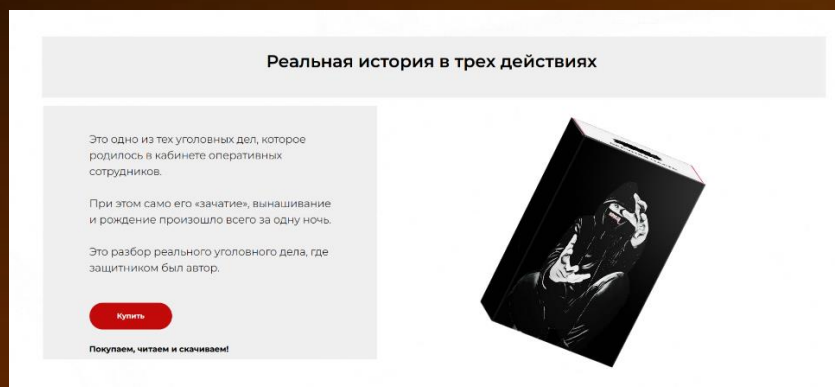 Реальная история в трех действиях
Это одно из тех уголовных дел, которое
родилось в кабинете оперативных
сотрудников.
При этом само его «зачатие», вынашивание
и рождение произошло всего за одну ночь.
Это разбор реального уголовного дела, где
защитником был автор.
Купить
Покупаем, читаем и скачиваем!